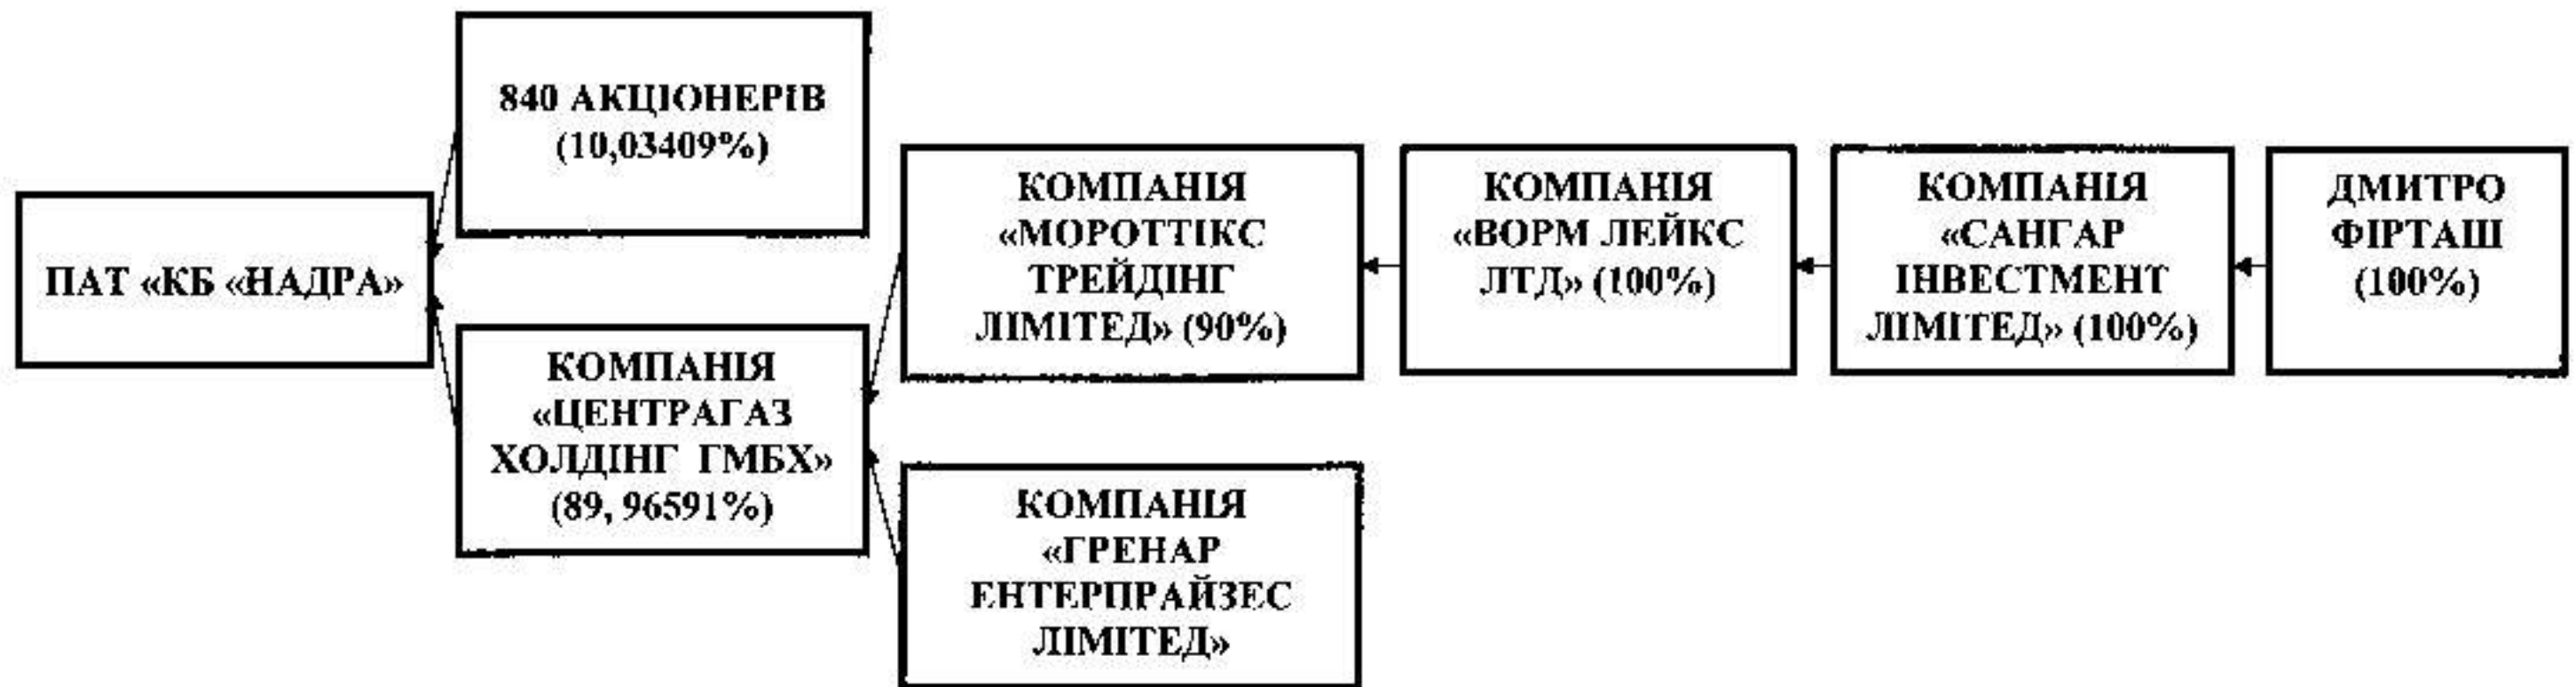 ПАТ «КБ «НАДРА»
840 АКЦІОНЕРІВ
(10,03409%)
КОМПАНІЯ
«ЦЕНТРАГАЗ
ХОЛДІНГ ГМБХ»
(89, 96591%)
КОМПАНІЯ
«МОРОТТІКС
ТРЕЙДІНГ
ЛІМІТЕД» (90%)
КОМПАНІЯ
«ГРЕНАР
ЕНТЕРПРАЙЗЕС
ЛІМІТЕД»
КОМПАНІЯ
«ВОРМ ЛЕЙКС
ЛТД» (100%)
КОМПАНІЯ
«САНГАР
ІНВЕСТМЕНТ
ЛІМІТЕД» (100%)
ДМИТРО
ФІРТАШ
(100%)